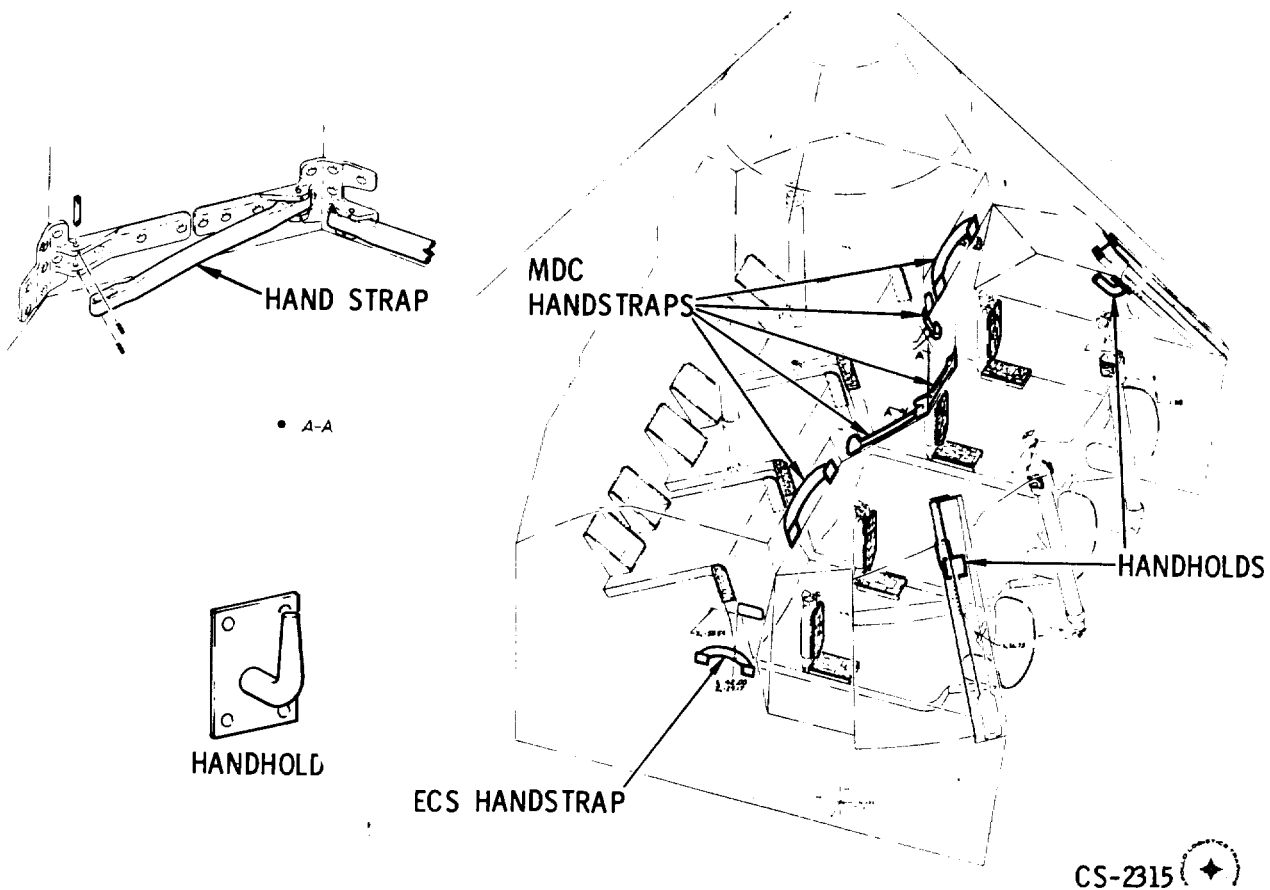 MDC
HANDSTRAPS
HAND STRAP
A-A
HANDHOLDS
HANDHOLD
ECS HANDSTRAP
CS-2315